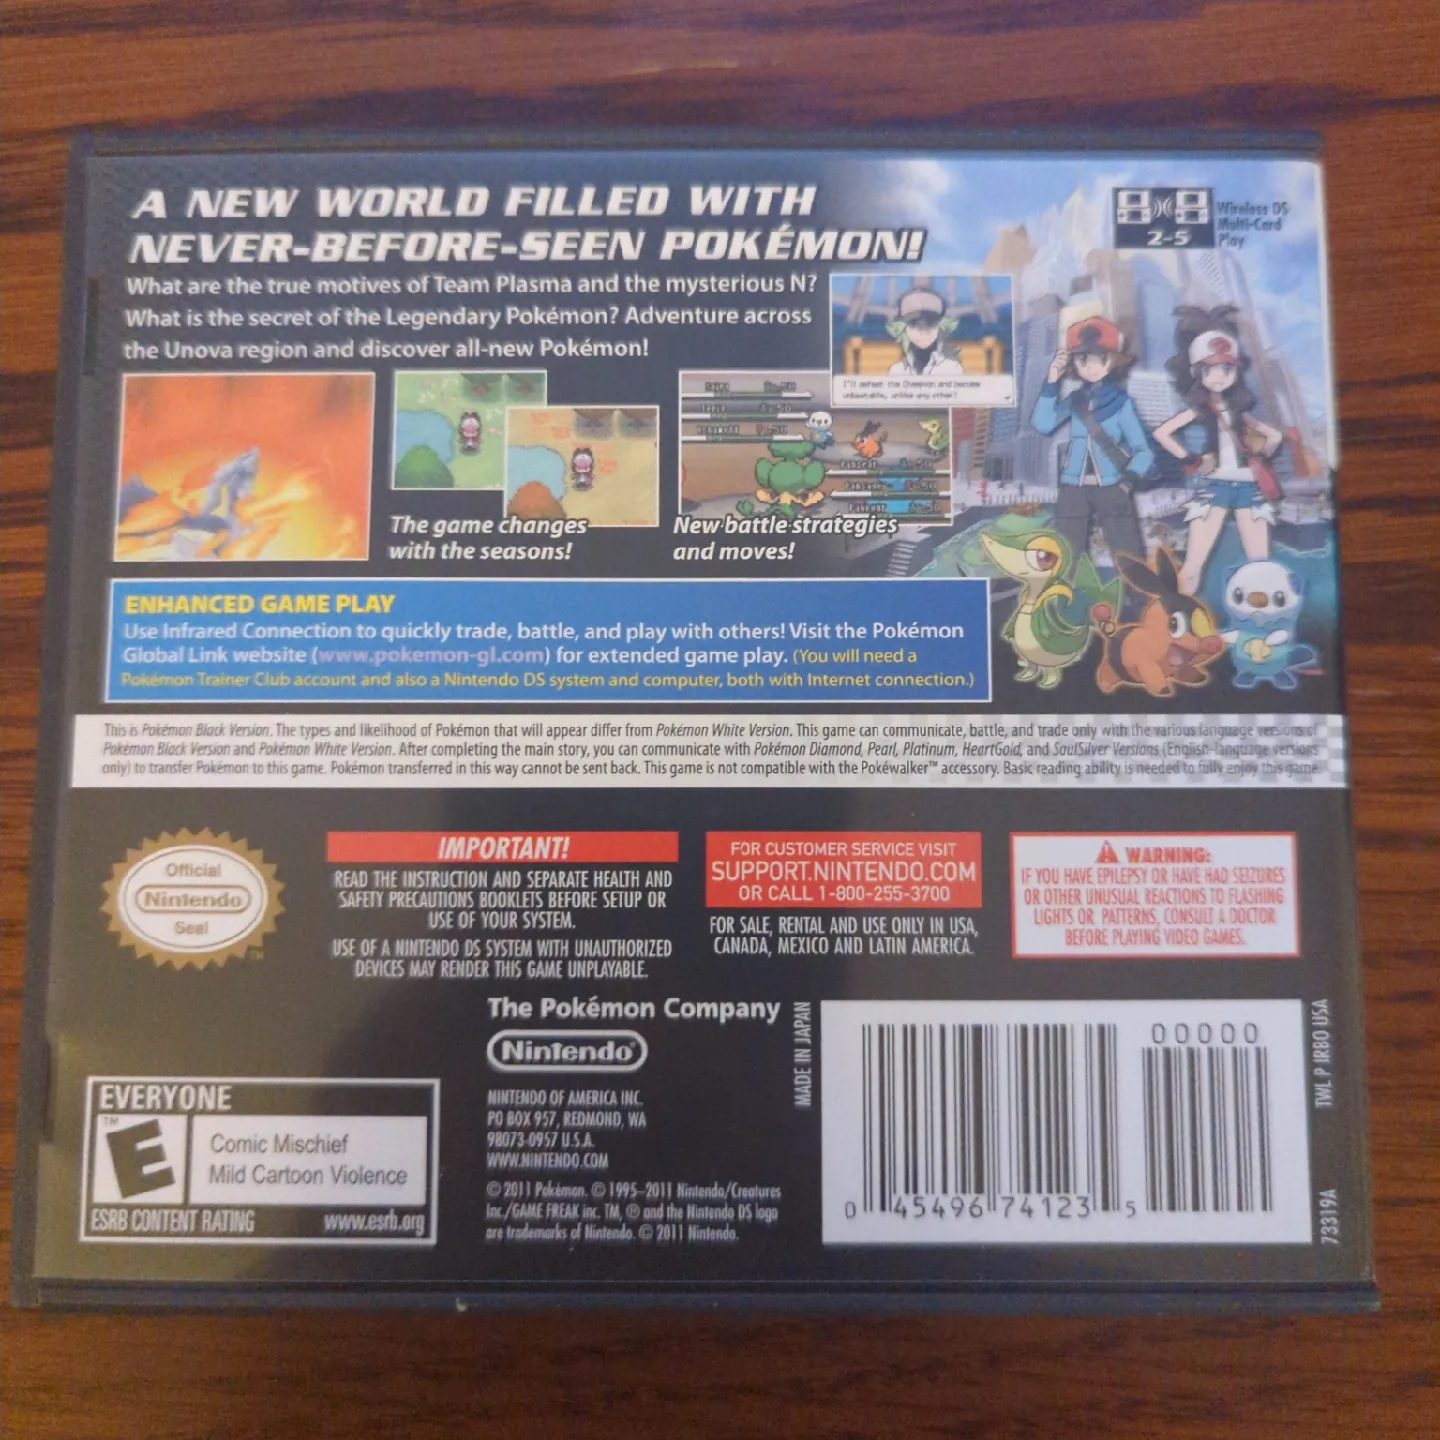 A NEW WORLD FILLED WITH
NEVER-BEFORE-SEEN POKÉMON!
What are the true motives of Team Plasma and the mysterious N?
What is the secret of the Legendary Pokémon? Adventure across
the Unova region and discover all-new Pokémon!
2-5
Wireless DS
Multi-Card
Play
I'll defeat the Champion and become
unbeatable, unlike any other!
The game changes
with the seasons!
New battle strategies
and moves!
ENHANCED GAME PLAY
Use Infrared Connection to quickly trade, battle, and play with others! Visit the Pokémon
Global Link website (www.pokemon-gl.com) for extended game play. (You will need a
Pokémon Trainer Club account and also a Nintendo DS system and computer, both with Internet connection.)
This is Pokémon Black Version. The types and likelihood of Pokémon that will appear differ from Pokémon White Version. This game can communicate, battle, and trade only with the various language versions of
Pokémon Black Version and Pokémon White Version. After completing the main story, you can communicate with Pokémon Diamond, Pearl, Platinum, HeartGold, and SoulSilver Versions (English-language versions
only) to transfer Pokémon to this game. Pokémon transferred in this way cannot be sent back. This game is not compatible with the Pokéwalker™ accessory. Basic reading ability is needed to fully enjoy this game.
Official
Nintendo
Seal
TM
IMPORTANT!
READ THE INSTRUCTION AND SEPARATE HEALTH AND
SAFETY PRECAUTIONS BOOKLETS BEFORE SETUP OR
USE OF YOUR SYSTEM.
USE OF A NINTENDO DS SYSTEM WITH UNAUTHORIZED
DEVICES MAY RENDER THIS GAME UNPLAYABLE.
FOR CUSTOMER SERVICE VISIT
SUPPORT.NINTENDO.COM
OR CALL 1-800-255-3700
FOR SALE, RENTAL AND USE ONLY IN USA,
CANADA, MEXICO AND LATIN AMERICA.
WARNING:
IF YOU HAVE EPILEPSY OR HAVE HAD SEIZURES
OR OTHER UNUSUAL REACTIONS TO FLASHING
LIGHTS OR PATTERNS, CONSULT A DOCTOR
BEFORE PLAYING VIDEO GAMES.
EVERYONE
TM
E
Comic Mischief
Mild Cartoon Violence
ESRB CONTENT RATING www.esrb.org
The Pokémon Company
Nintendo®
NINTENDO OF AMERICA INC.
PO BOX 957, REDMOND, WA
98073-0957 U.S.A.
WWW.NINTENDO.COM
© 2011 Pokémon. © 1995–2011 Nintendo/Creatures
Inc./GAME FREAK inc. TM, ® and the Nintendo DS logo
are trademarks of Nintendo. © 2011 Nintendo.
MADE IN JAPAN
00000
0 45496 74123 5
TWL P IRBO USA
73319A